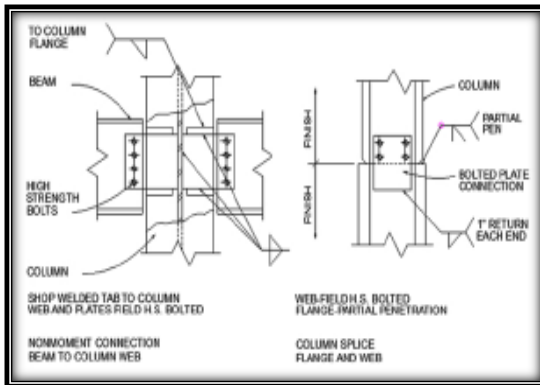 TO COLUMN
FLANGE
BEAM
HIGH
STRENGTH
BOLTS
COLUMN
SHOP WELDED TAB TO COLUMN
WEB AND PLATES FIELD H.S. BOLTED
NONMOMENT CONNECTION
BEAM TO COLUMN WEB
FINISH
FINISH
COLUMN
PARTIAL
PEN
BOLTED PLATE
CONNECTION
1" RETURN
EACH END
WEB-FIELD H.S. BOLTED
FLANGE-PARTIAL PENETRATION
COLUMN SPLICE
FLANGE AND WEB